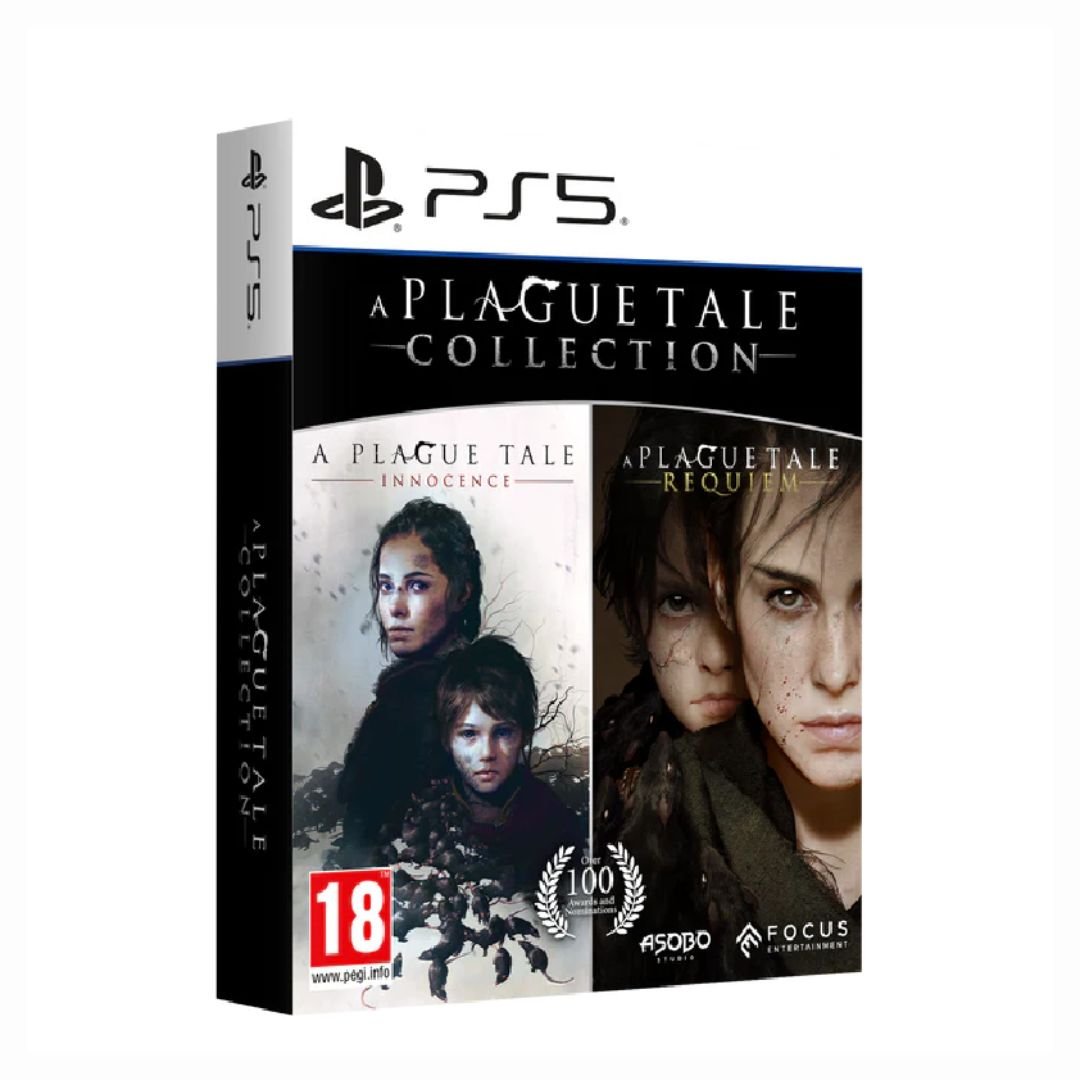 PS5
PS5
A PLAGUE TALE
COLLECTION
A PLAGUE TALE
COLLECTION
A PLAGUE TALE
INNOCENCE
A PLAGUE TALE
REQUIEM
Over
100
Awards and
Nominations
18
www.pegi.info
ASOBO
STUDIO
FOCUS
ENTERTAINMENT